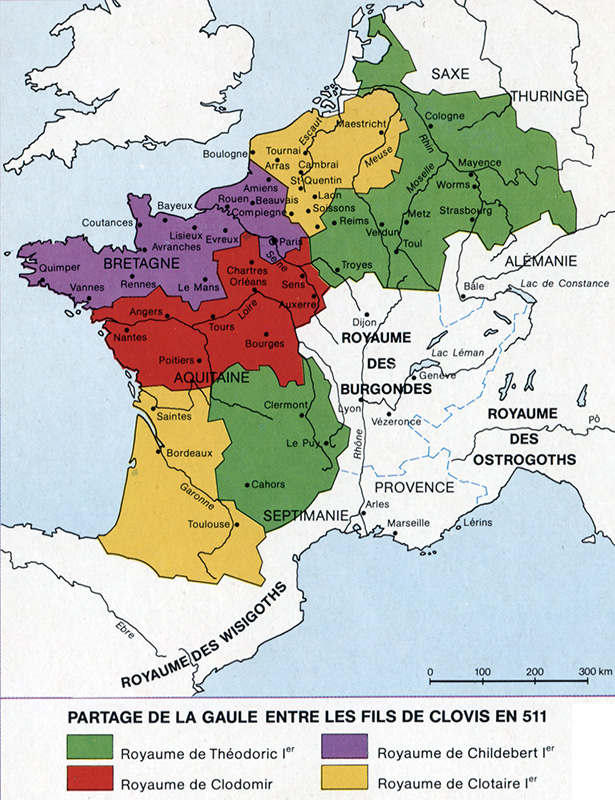 SAXE
THURINGE
Cologne
Maestricht
Escaut
Rhin
Boulogne
Tournai
Arras
Cambrai
Meuse
Mayence
St-Quentin
Moselle
Worms
Amiens
Laon
Rouen
Beauvais
Soissons
Compiègne
Reims
Metz
Strasbourg
Verdun
Bayeux
Coutances
Lisieux
Evreux
Paris
Toul
Avranches
Seine
ALÉMANIE
BRETAGNE
Quimper
Chartres
Troyes
Rennes
Le Mans
Orléans
Sens
Bâle
Lac de Constance
Vannes
Auxerre
Angers
Loire
Tours
Dijon
Nantes
Bourges
ROYAUME
DES
BURGONDES
Lac Léman
Poitiers
Genève
AQUITAINE
Clermont
Lyon
Saintes
Vézeronce
ROYAUME
DES
OSTROGOTHS
Pô
Le Puy
Bordeaux
Rhône
Cahors
PROVENCE
Garonne
Toulouse
SEPTIMANIE
Arles
Marseille
Lérins
Ebre
ROYAUME DES WISIGOTHS
0 100 200 300 km
PARTAGE DE LA GAULE ENTRE LES FILS DE CLOVIS EN 511
Royaume de Théodoric Ier
Royaume de Childebert Ier
Royaume de Clodomir
Royaume de Clotaire Ier